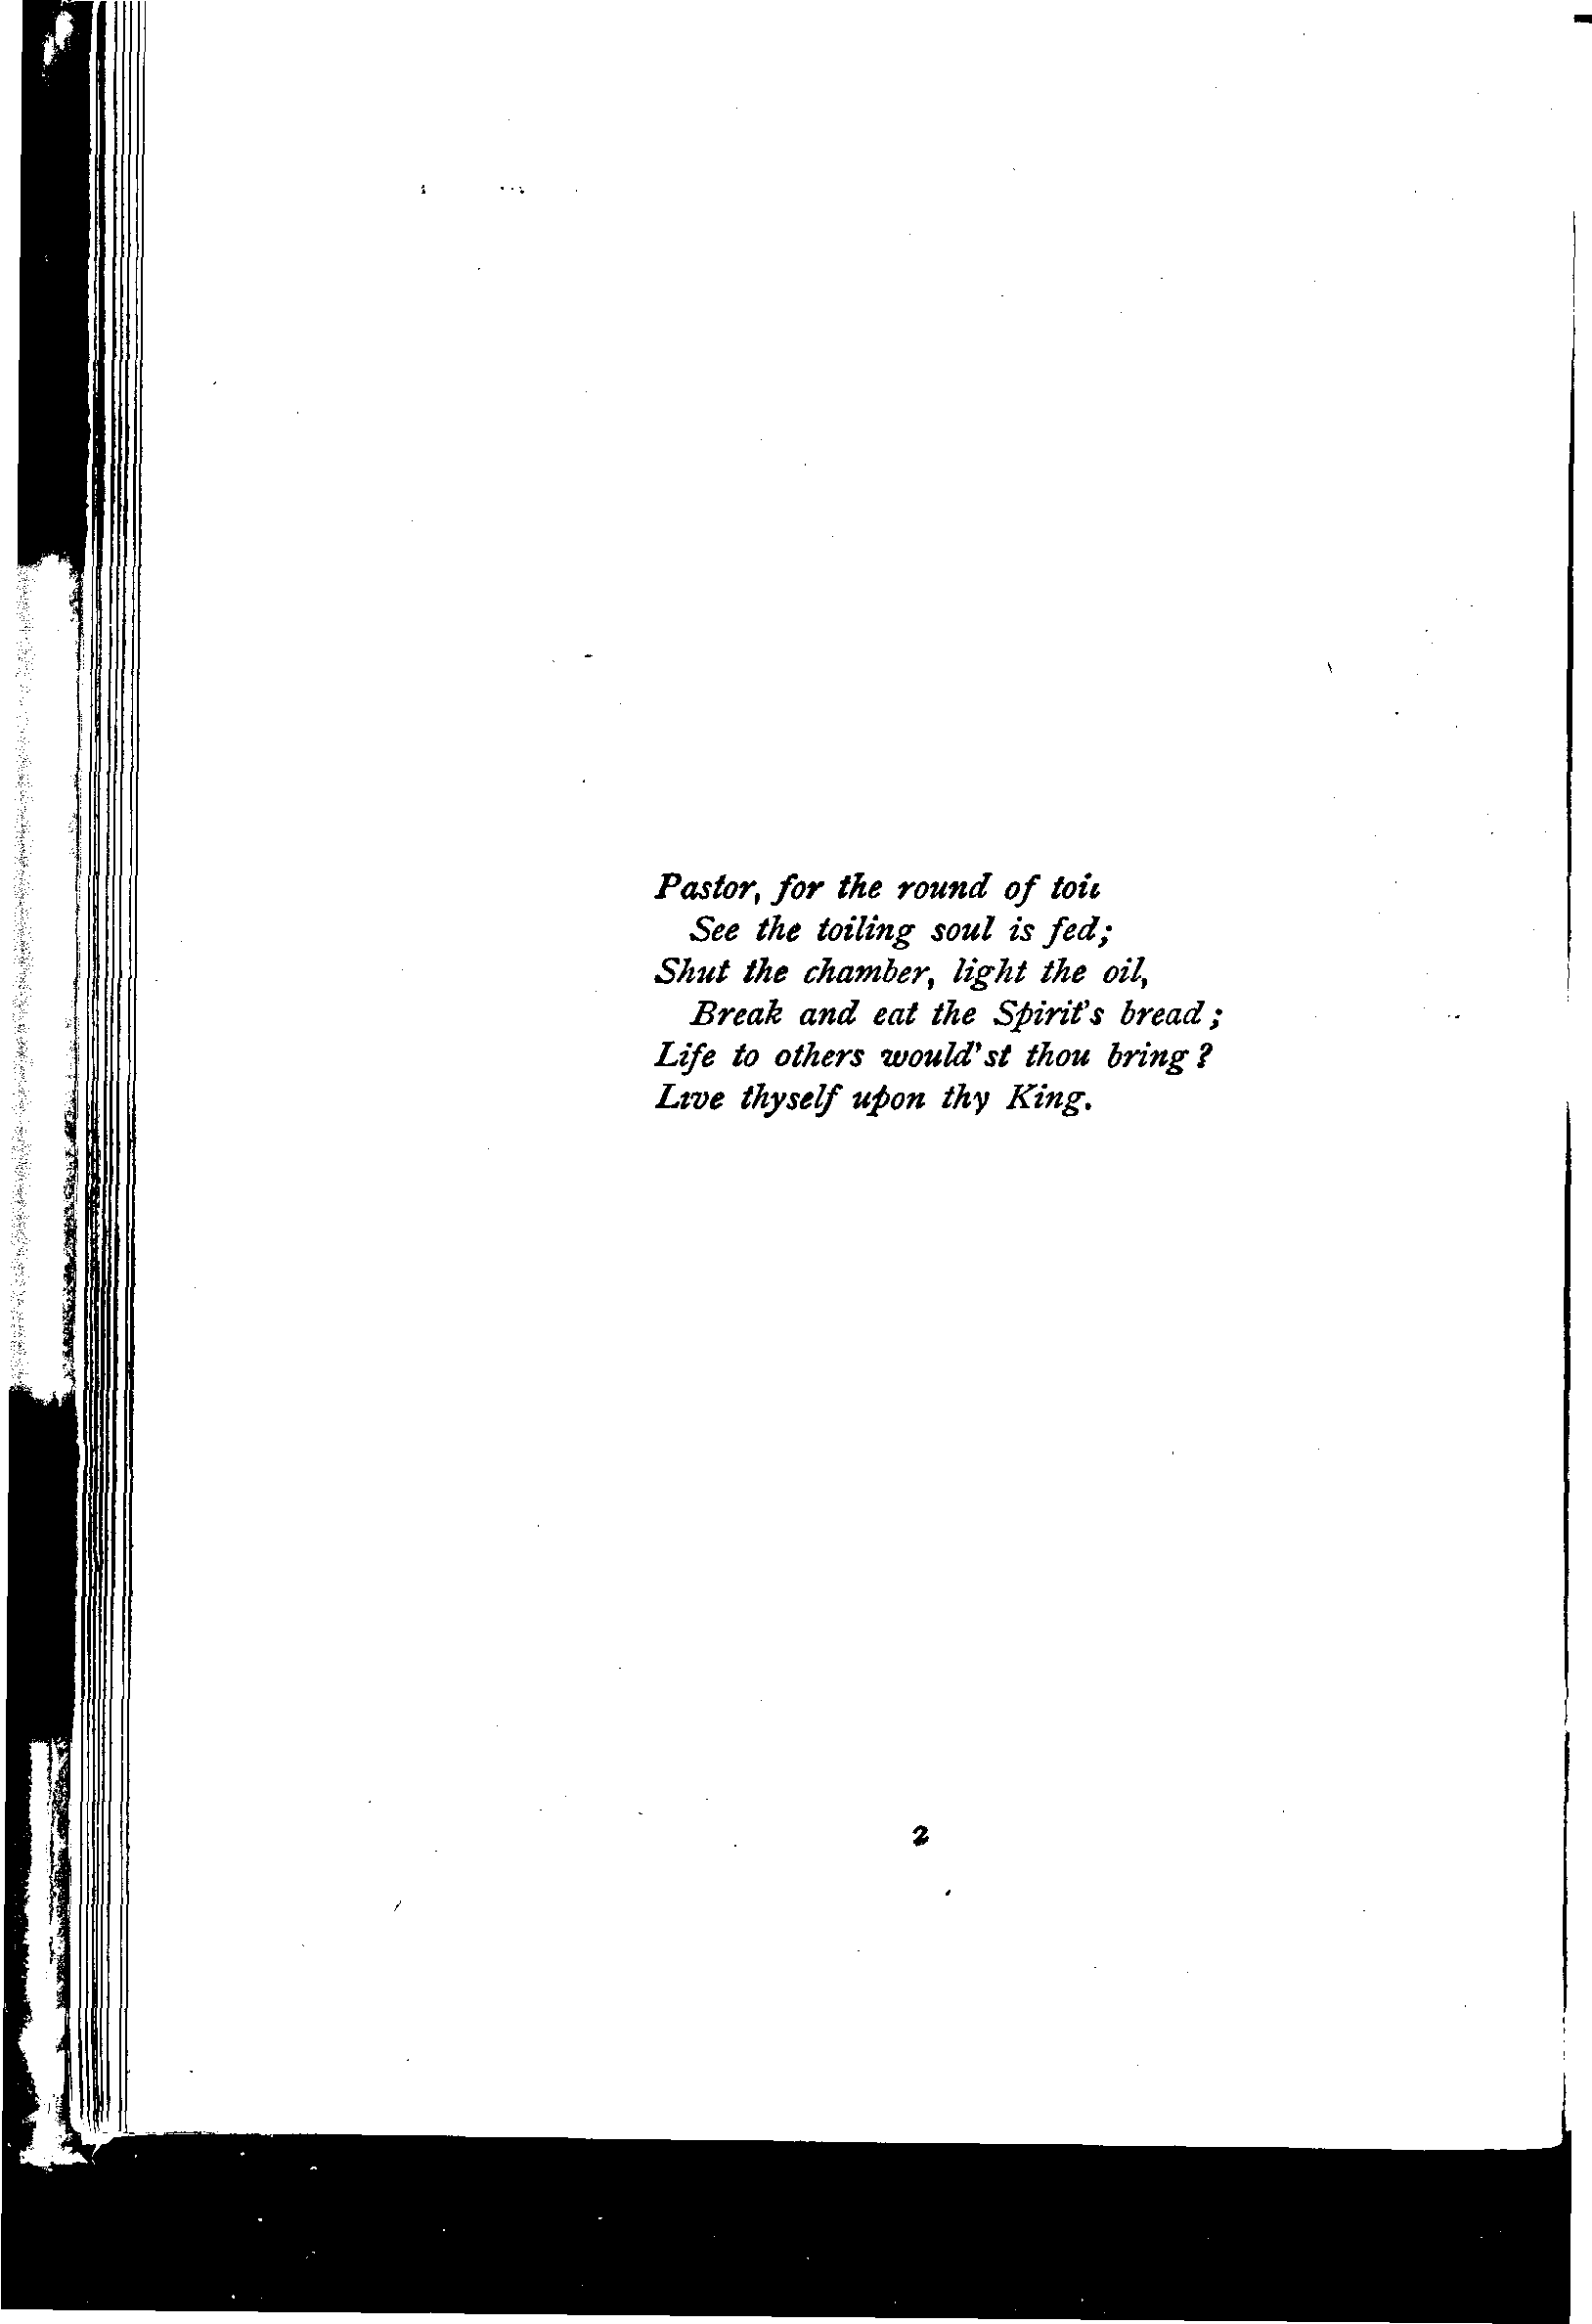 Pastor, for the round of toil
See the toiling soul is fed;
Shut the chamber, light the oil,
Break and eat the Spirit's bread;
Life to others would'st thou bring?
Live thyself upon thy King.
2